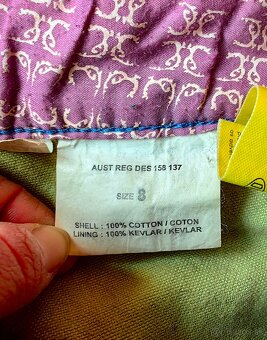 AUST REG DES 158 137
SIZE 8
SHELL : 100% COTTON / COTON
LINING : 100% KEVLAR / KEVLAR